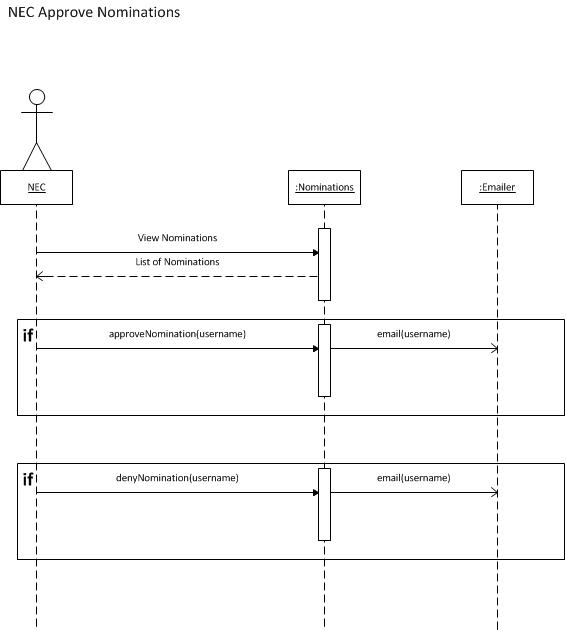 NEC Approve Nominations
NEC
:Nominations
:Emailer
View Nominations
List of Nominations
if
approveNomination(username)
email(username)
if
denyNomination(username)
email(username)